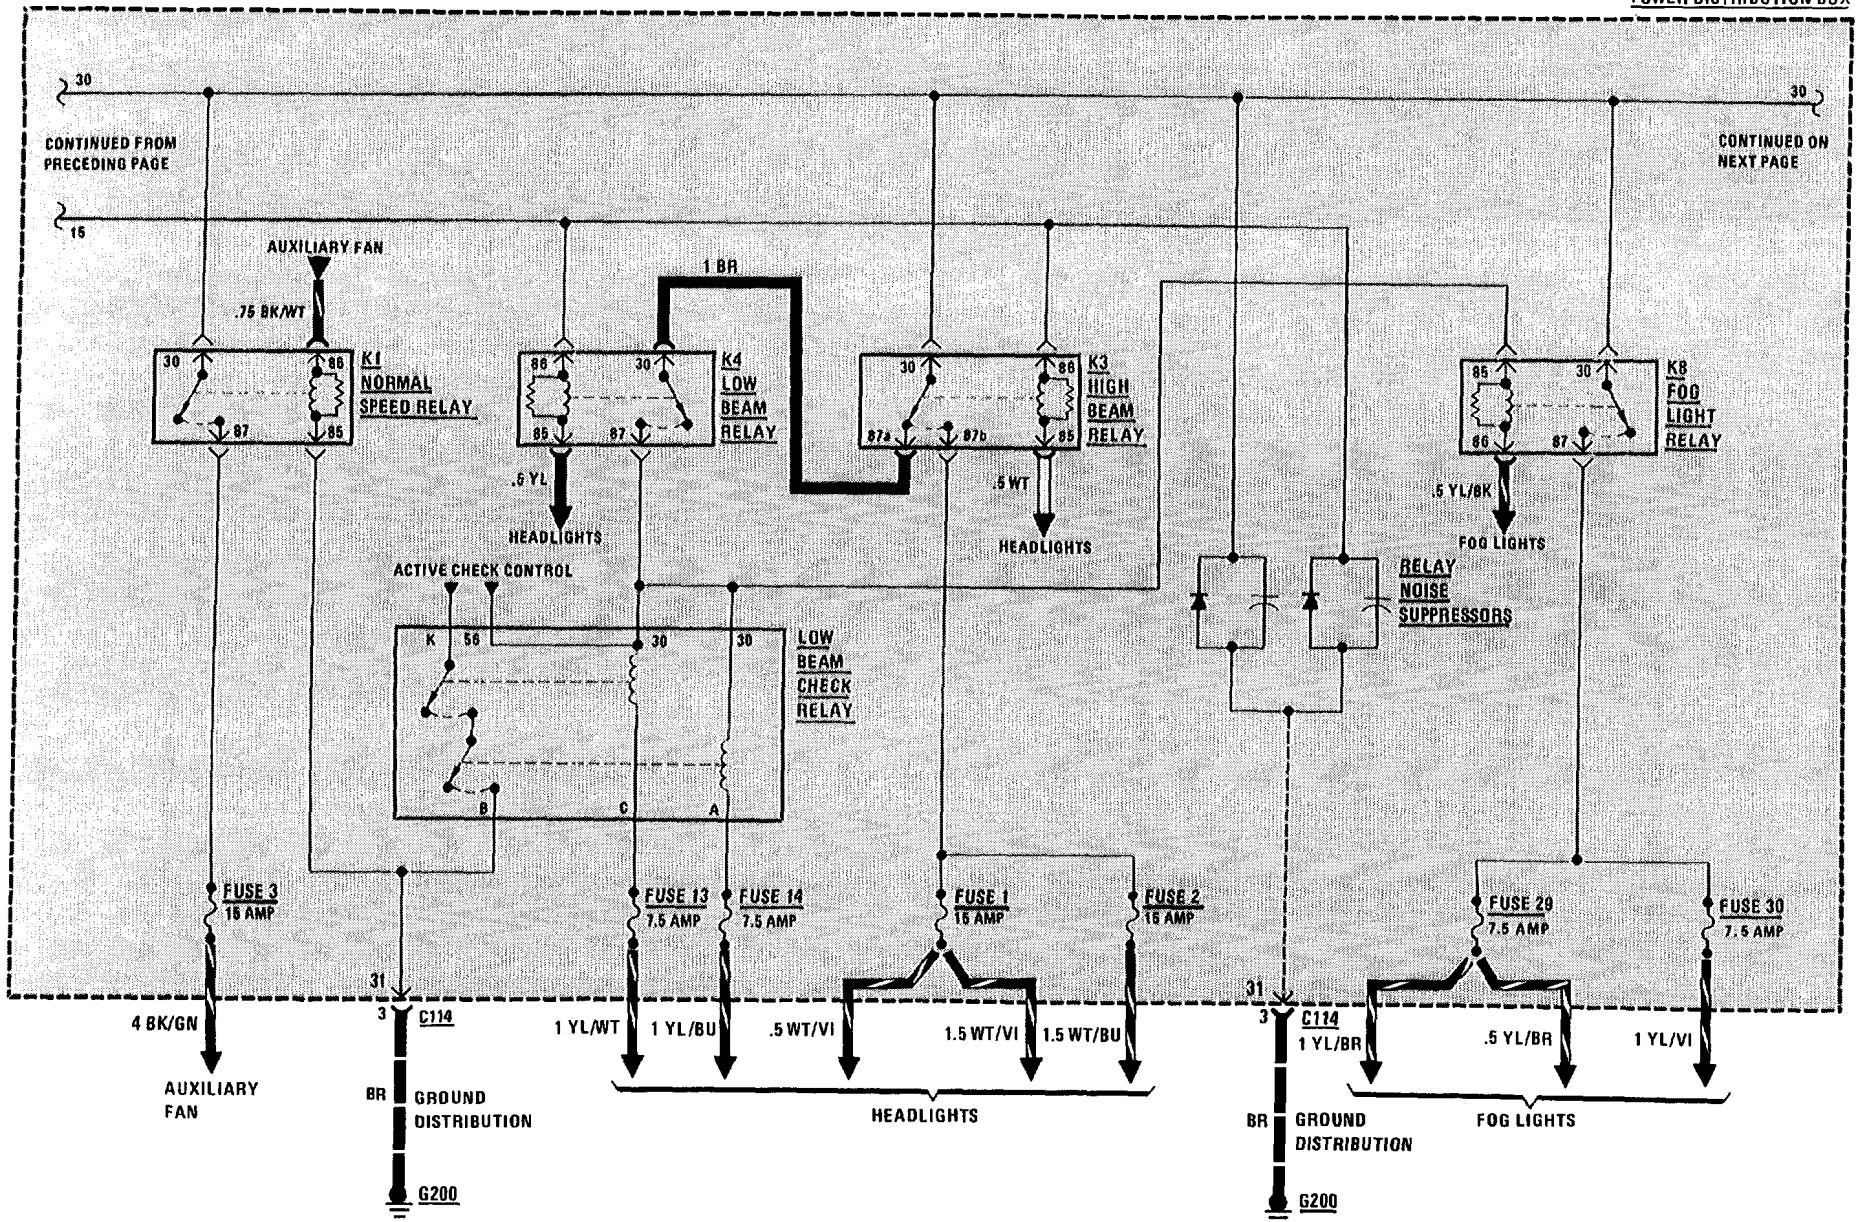 POWER DISTRIBUTION BOX
30
30
CONTINUED FROM
PRECEDING PAGE
CONTINUED ON
NEXT PAGE
15
AUXILIARY FAN
.75 BK/WT
1 BR
30
86
K1
NORMAL
SPEED RELAY
87
85
86
30
K4
LOW
BEAM
RELAY
85
87
30
86
K3
HIGH
BEAM
RELAY
87a
87b
85
85
30
K8
FOG
LIGHT
RELAY
86
87
.5 YL
HEADLIGHTS
.5 WT
HEADLIGHTS
.5 YL/BK
FOG LIGHTS
ACTIVE CHECK CONTROL
RELAY
NOISE
SUPPRESSORS
K
56
30
30
LOW
BEAM
CHECK
RELAY
B
C
A
FUSE 3
15 AMP
FUSE 13
7.5 AMP
FUSE 14
7.5 AMP
FUSE 1
15 AMP
FUSE 2
15 AMP
FUSE 29
7.5 AMP
FUSE 30
7.5 AMP
31
31
4 BK/GN
3
C114
1 YL/WT
1 YL/BU
.5 WT/VI
1.5 WT/VI
1.5 WT/BU
3
C114
1 YL/BR
.5 YL/BR
1 YL/VI
AUXILIARY
FAN
BR
GROUND
DISTRIBUTION
HEADLIGHTS
BR
GROUND
DISTRIBUTION
FOG LIGHTS
G200
G200